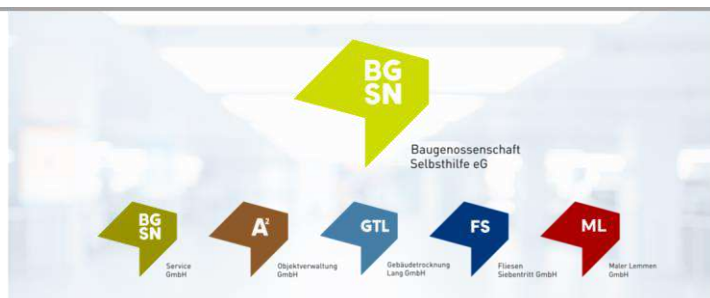 BG
SN
Baugenossenschaft
Selbsthilfe eG
BG
SN
Service
GmbH
A²
Objektverwaltung
GmbH
GTL
Gebäudetrocknung
Lang GmbH
FS
Fliesen
Siebentritt GmbH
ML
Maler Lemmen
GmbH